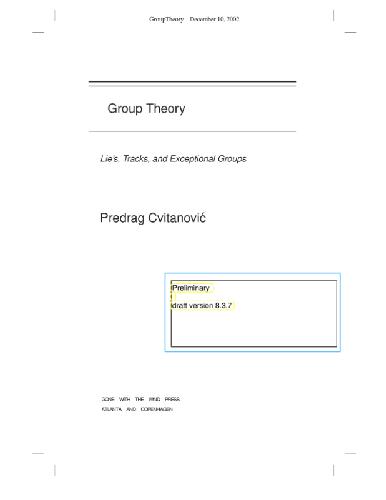 GroupTheory December 10, 2002
Group Theory
Lie's, Tracks, and Exceptional Groups
Predrag Cvitanović
Preliminary
draft version 8.3.7
GONE WITH THE WIND PRESS
ATLANTA AND COPENHAGEN